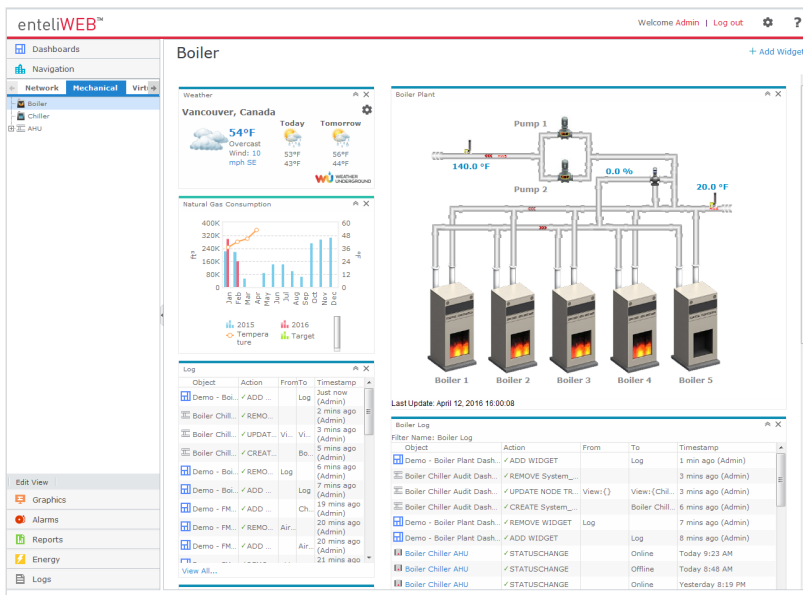 enteliWEB™
Welcome Admin | Log out
?
Dashboards
Navigation
Network Mechanical Virt
Boiler
Chiller
AHU
Edit View
Graphics
Alarms
Reports
Energy
Logs
Boiler
+ Add Widget
Weather
Vancouver, Canada
Today Tomorrow
54°F
Overcast
Wind: 10
mph SE
53°F 56°F
43°F 44°F
WEATHER
UNDERGROUND
Natural Gas Consumption
400K 60
320K 48
240K 36
160K 24
80K 12
0 0
ft³
°F
Jan Feb Mar Apr May Jun Jul Aug Sep Oct Nov Dec
2015 2016
Tempera
ture
Target
Log
Object Action From To Timestamp
Demo - Boi... ✓ADD ... Log Just now
(Admin)
Boiler Chill... ✓REMO... 2 mins ago
(Admin)
Boiler Chill... ✓UPDAT... Vi... Vi... 3 mins ago
(Admin)
Boiler Chill... ✓CREAT... Bo... 5 mins ago
(Admin)
Demo - Boi... ✓REMO... Log 6 mins ago
(Admin)
Demo - Boi... ✓ADD ... Log 7 mins ago
(Admin)
Demo - FM... ✓ADD ... Ch... 19 mins ago
(Admin)
Demo - FM... ✓REMO... Air... 20 mins ago
(Admin)
Demo - FM... ✓ADD ... Air... 20 mins ago
(Admin)
21 mins ago
View All...
Boiler Plant
Pump 1
140.0 °F
0.0 %
Pump 2
20.0 °F
Boiler 1 Boiler 2 Boiler 3 Boiler 4 Boiler 5
Last Update: April 12, 2016 16:00:08
Boiler Log
Filter Name: Boiler Log
Object Action From To Timestamp
Demo - Boiler Plant Dash... ✓ADD WIDGET Log 1 min ago (Admin)
Boiler Chiller Audit Dash... ✓REMOVE System_... 3 mins ago (Admin)
Boiler Chiller Audit Dash... ✓UPDATE NODE TR... View:{} View:{Chil... 3 mins ago (Admin)
Boiler Chiller Audit Dash... ✓CREATE System_... Boiler Chill... 6 mins ago (Admin)
Demo - Boiler Plant Dash... ✓REMOVE WIDGET Log 7 mins ago (Admin)
Demo - Boiler Plant Dash... ✓ADD WIDGET Log 8 mins ago (Admin)
Boiler Chiller AHU ✓STATUSCHANGE Online Today 9:23 AM
Boiler Chiller AHU ✓STATUSCHANGE Offline Today 8:48 AM
Boiler Chiller AHU ✓STATUSCHANGE Online Yesterday 8:19 PM